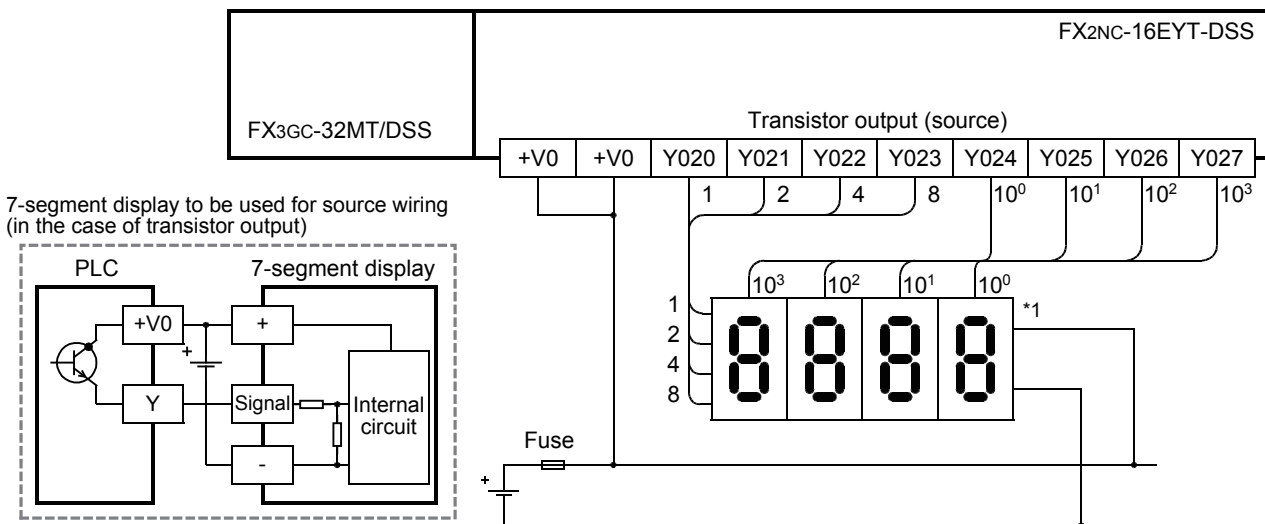 FX2NC-16EYT-DSS
FX3GC-32MT/DSS
Transistor output (source)
+V0 +V0 Y020 Y021 Y022 Y023 Y024 Y025 Y026 Y027
1 2 4 8 10⁰ 10¹ 10² 10³
7-segment display to be used for source wiring
(in the case of transistor output)
PLC 7-segment display
+V0 +
+
Y Signal Internal
circuit
-
10³ 10² 10¹ 10⁰
1 *1
2
4
8
Fuse
+